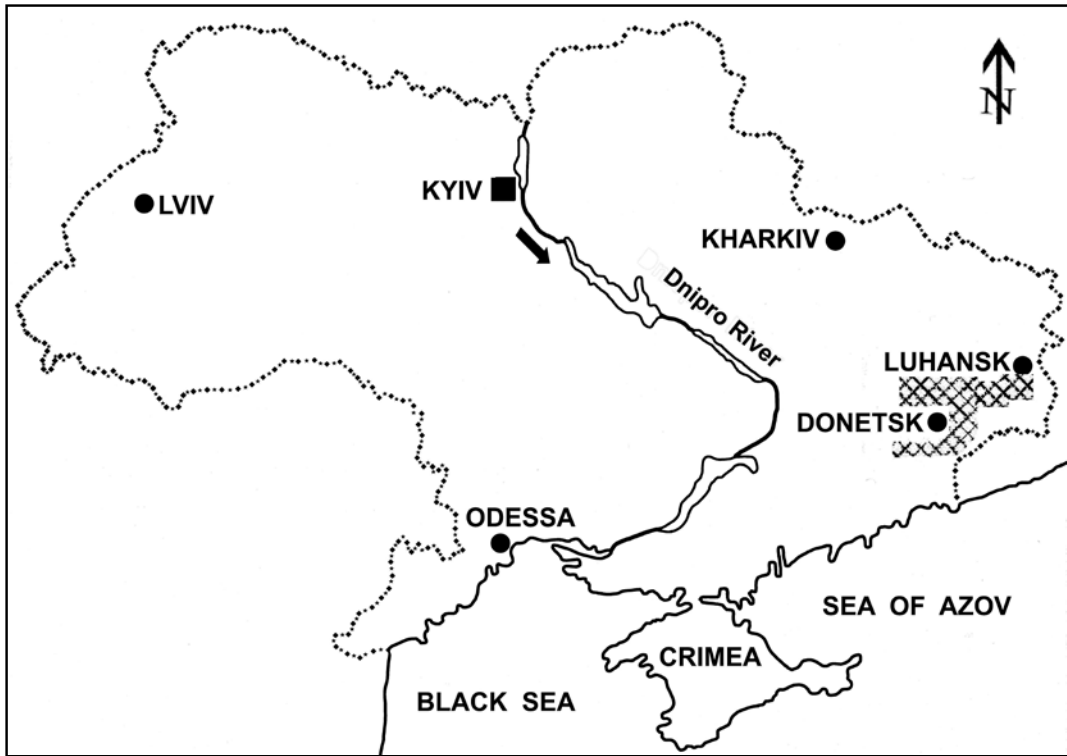 N
KYIV
LVIV
KHARKIV
Dnipro River
LUHANSK
DONETSK
ODESSA
SEA OF AZOV
CRIMEA
BLACK SEA